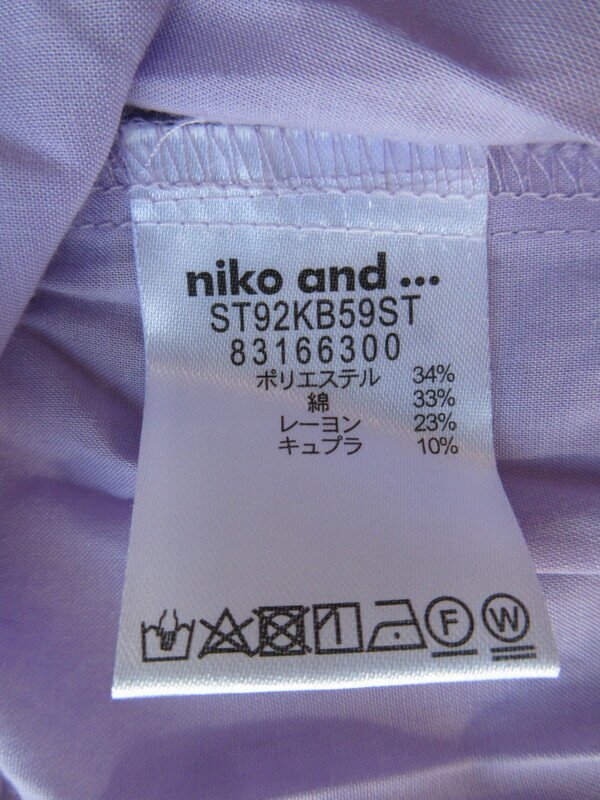 niko and ...
ST92KB59ST
83166300
ポリエステル 34%
綿 33%
レーヨン 23%
キュプラ 10%
F W